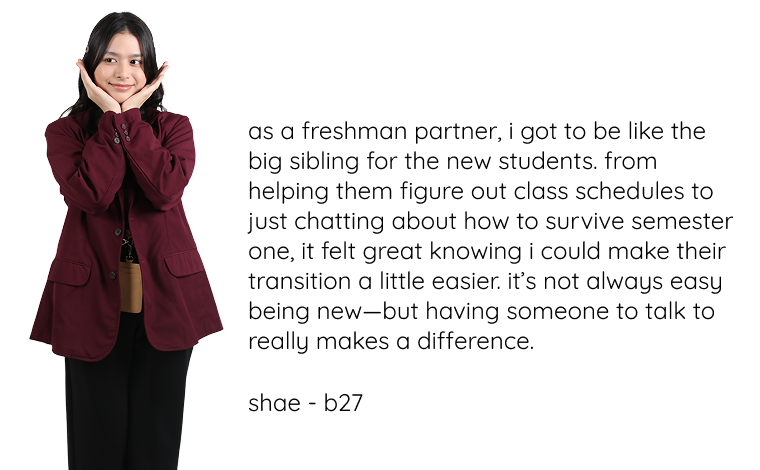 as a freshman partner, i got to be like the
big sibling for the new students. from
helping them figure out class schedules to
just chatting about how to survive semester
one, it felt great knowing i could make their
transition a little easier. it’s not always easy
being new—but having someone to talk to
really makes a difference.
shae - b27